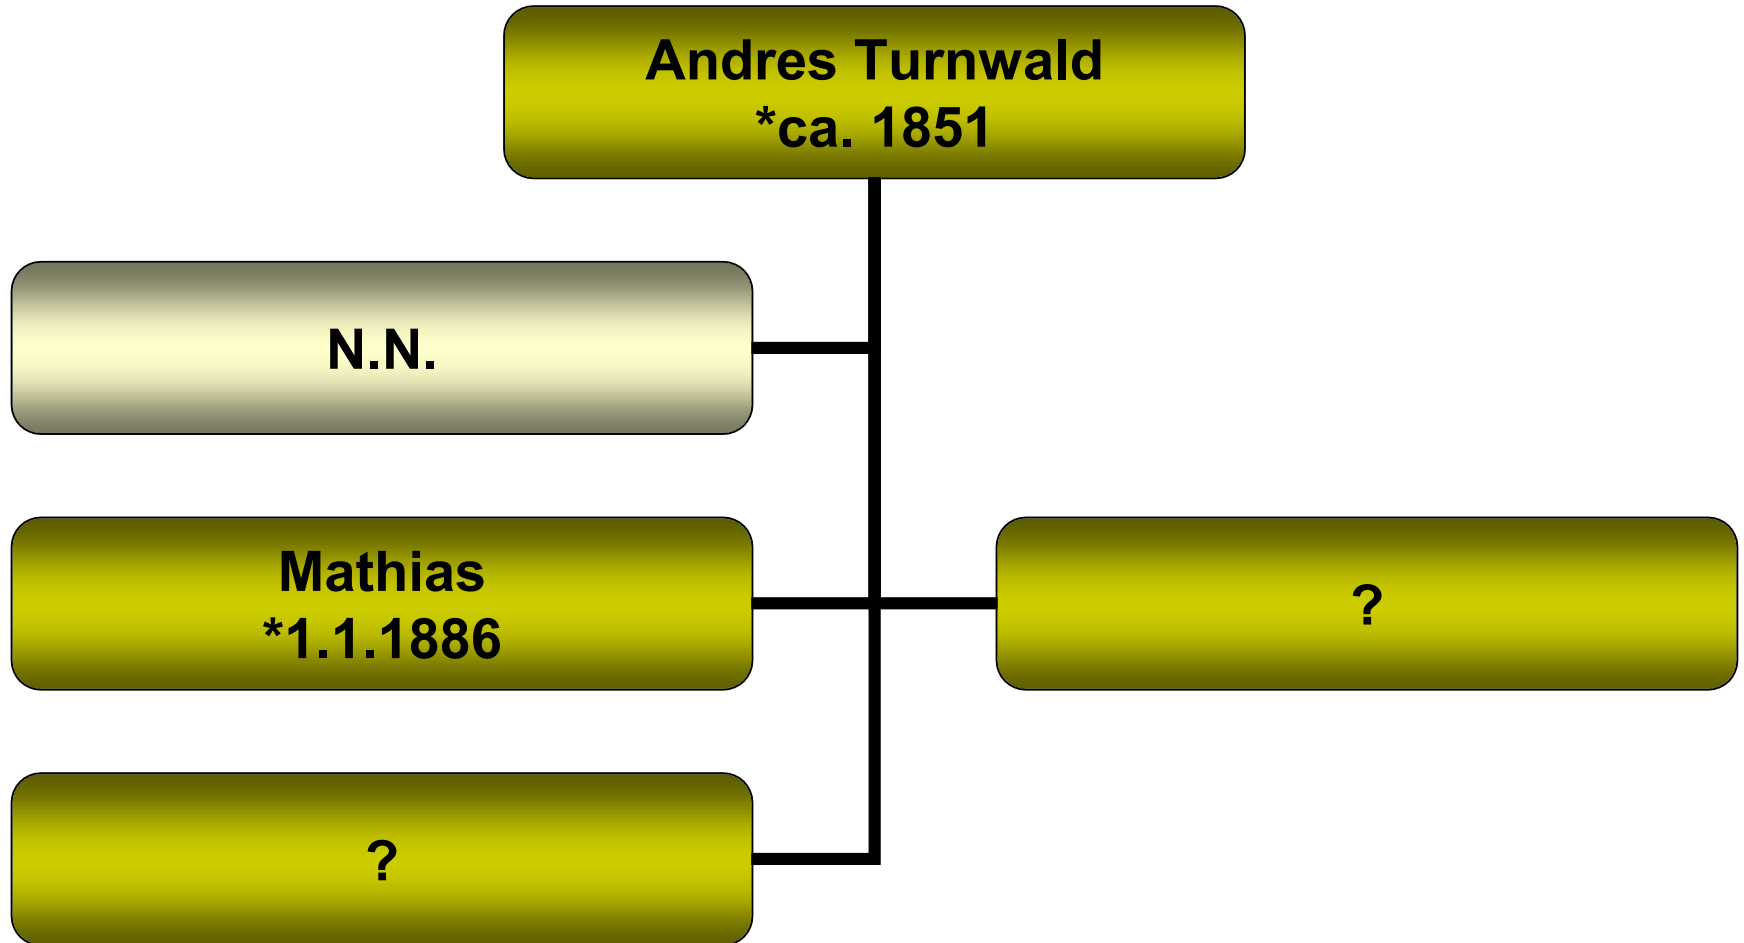 Andres Turnwald
*ca. 1851
N.N.
Mathias
*1.1.1886
?
?